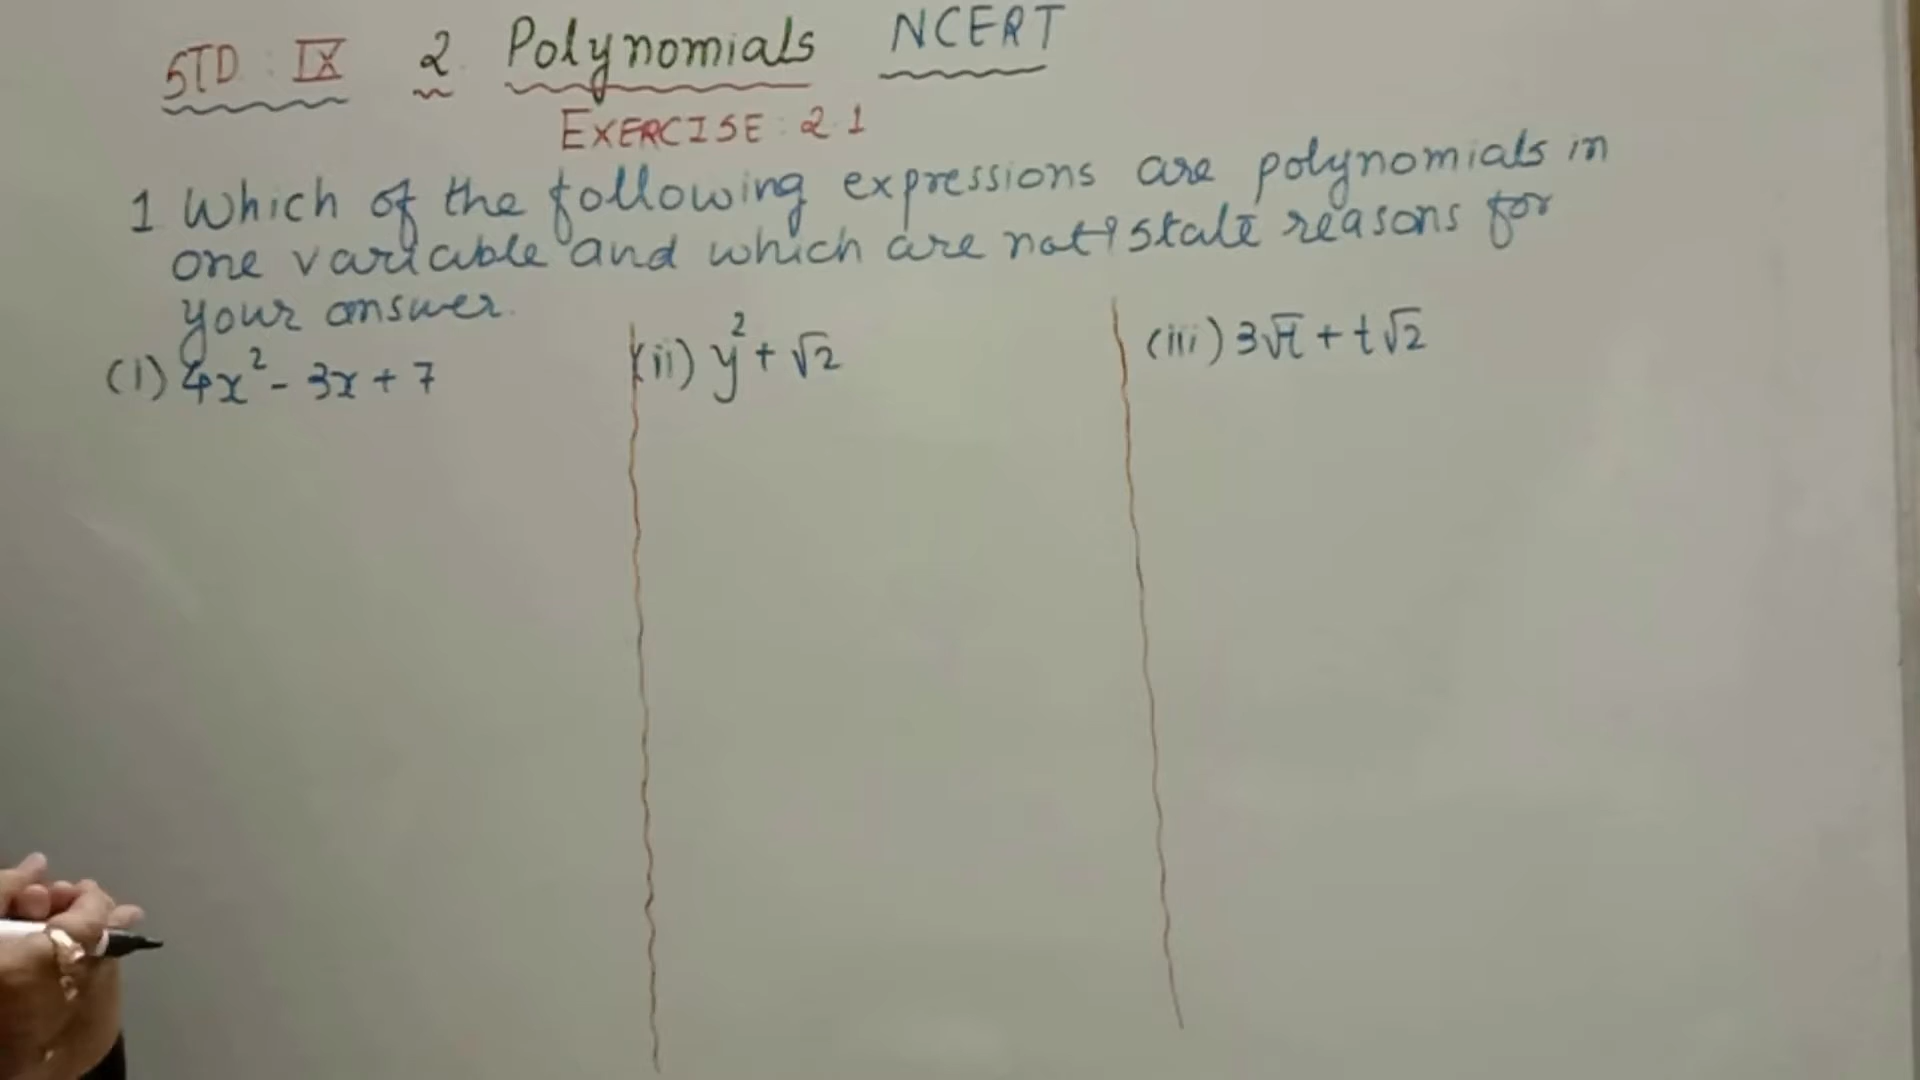 STD : IX 2 Polynomials NCERT
EXERCISE : 2.1
1 Which of the following expressions are polynomials in
one variable and which are not? state reasons for
your answer.
(i) 4x² - 3x + 7
(ii) y² + √2
(iii) 3√t + t√2